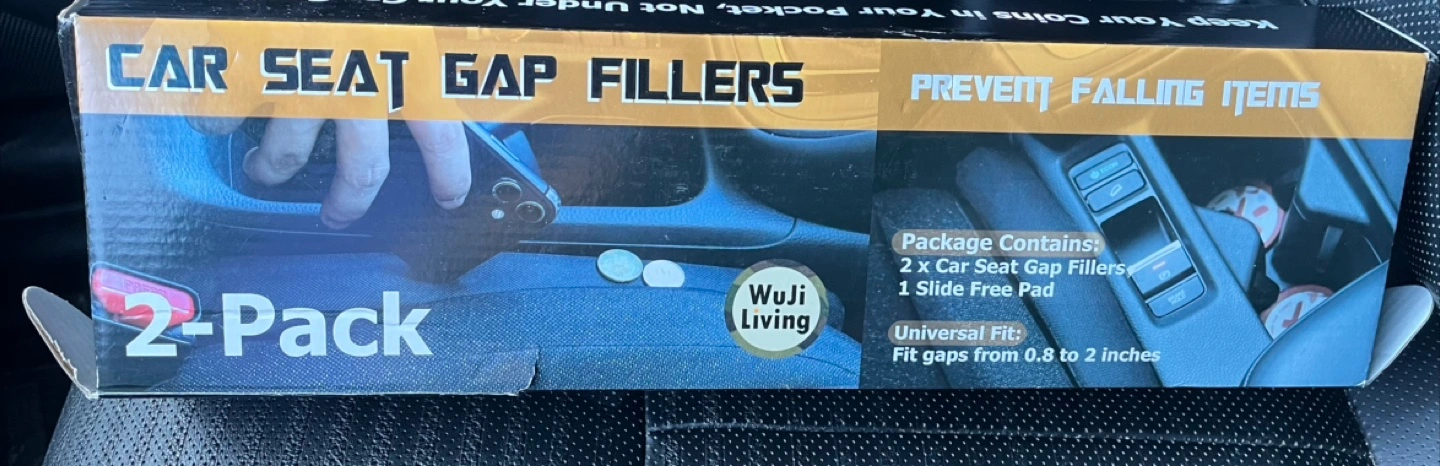 Keep Your Coins in Your Pocket, Not Under Your
CAR SEAT GAP FILLERS
PREVENT FALLING ITEMS
2-Pack
WuJi
Living
Package Contains:
2 x Car Seat Gap Fillers
1 Slide Free Pad
Universal Fit:
Fit gaps from 0.8 to 2 inches